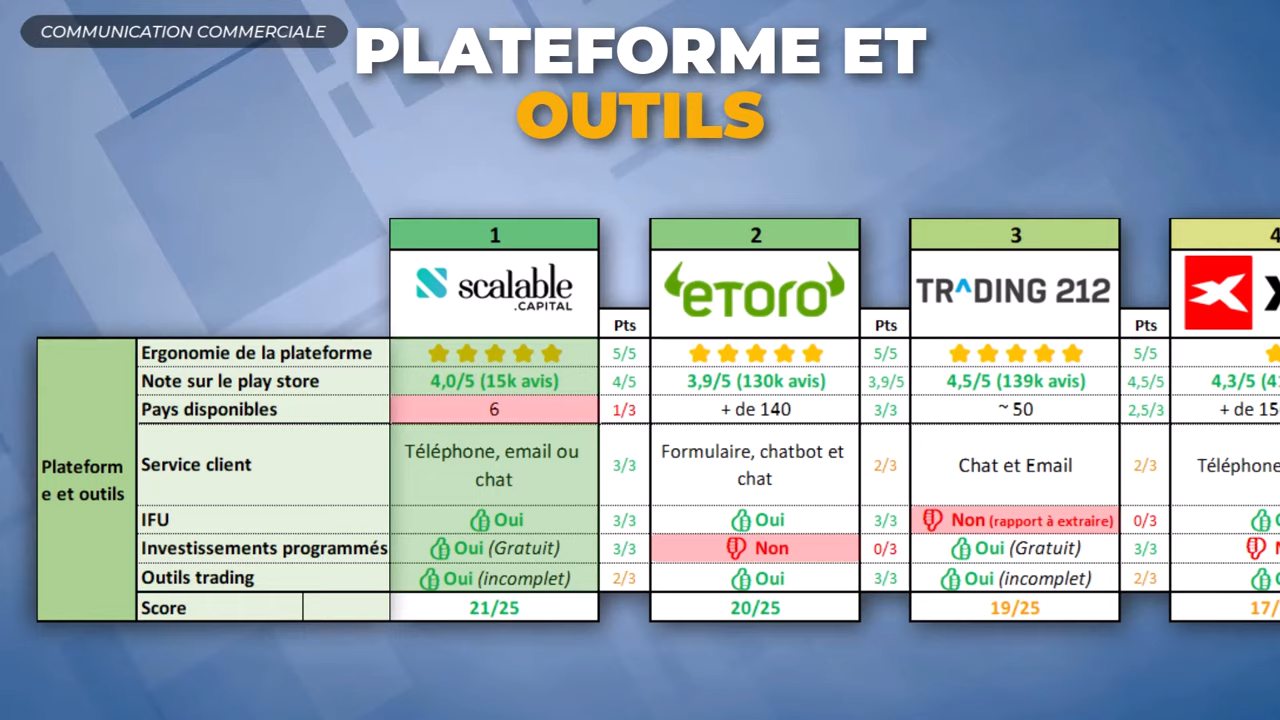 COMMUNICATION COMMERCIALE
PLATEFORME ET
OUTILS
1 2 3 4
scalable .CAPITAL
eToro
TRADING 212
Pts Pts Pts
Ergonomie de la plateforme 5/5 5/5 5/5
Note sur le play store 4,0/5 (15k avis) 4/5 3,9/5 (130k avis) 3,9/5 4,5/5 (139k avis) 4,5/5 4,3/5
Pays disponibles 6 1/3 + de 140 3/3 ~ 50 2,5/3 + de 15
Plateform
e et outils
Service client Téléphone, email ou chat 3/3 Formulaire, chatbot et chat 2/3 Chat et Email 2/3 Téléphone
IFU Oui 3/3 Oui 3/3 Non (rapport à extraire) 0/3
Investissements programmés Oui (Gratuit) 3/3 Non 0/3 Oui (Gratuit) 3/3
Outils trading Oui (incomplet) 2/3 Oui 3/3 Oui (incomplet) 2/3
Score 21/25 20/25 19/25 17/